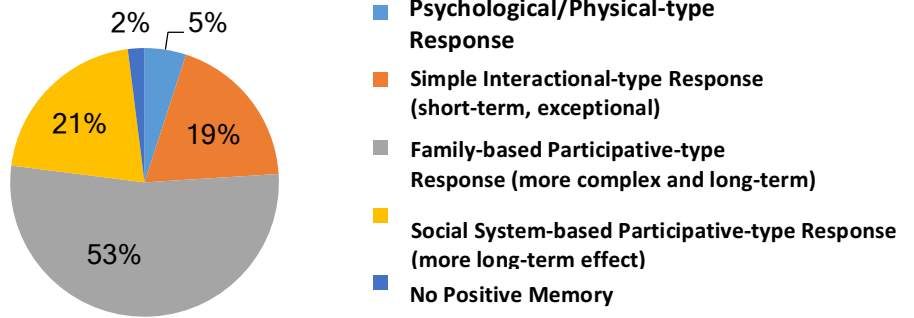 2%
5%
21%
19%
53%
Psychological/Physical-type
Response
Simple Interactional-type Response
(short-term, exceptional)
Family-based Participative-type
Response (more complex and long-term)
Social System-based Participative-type Response
(more long-term effect)
No Positive Memory